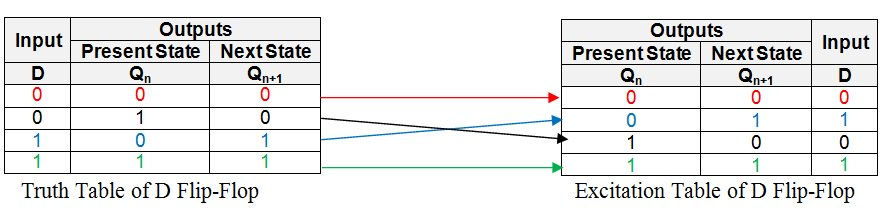 Input Outputs
Present State Next State
D Qn Qn+1
0 0 0
0 1 0
1 0 1
1 1 1
Truth Table of D Flip-Flop
Outputs Input
Present State Next State
Qn Qn+1 D
0 0 0
0 1 1
1 0 0
1 1 1
Excitation Table of D Flip-Flop